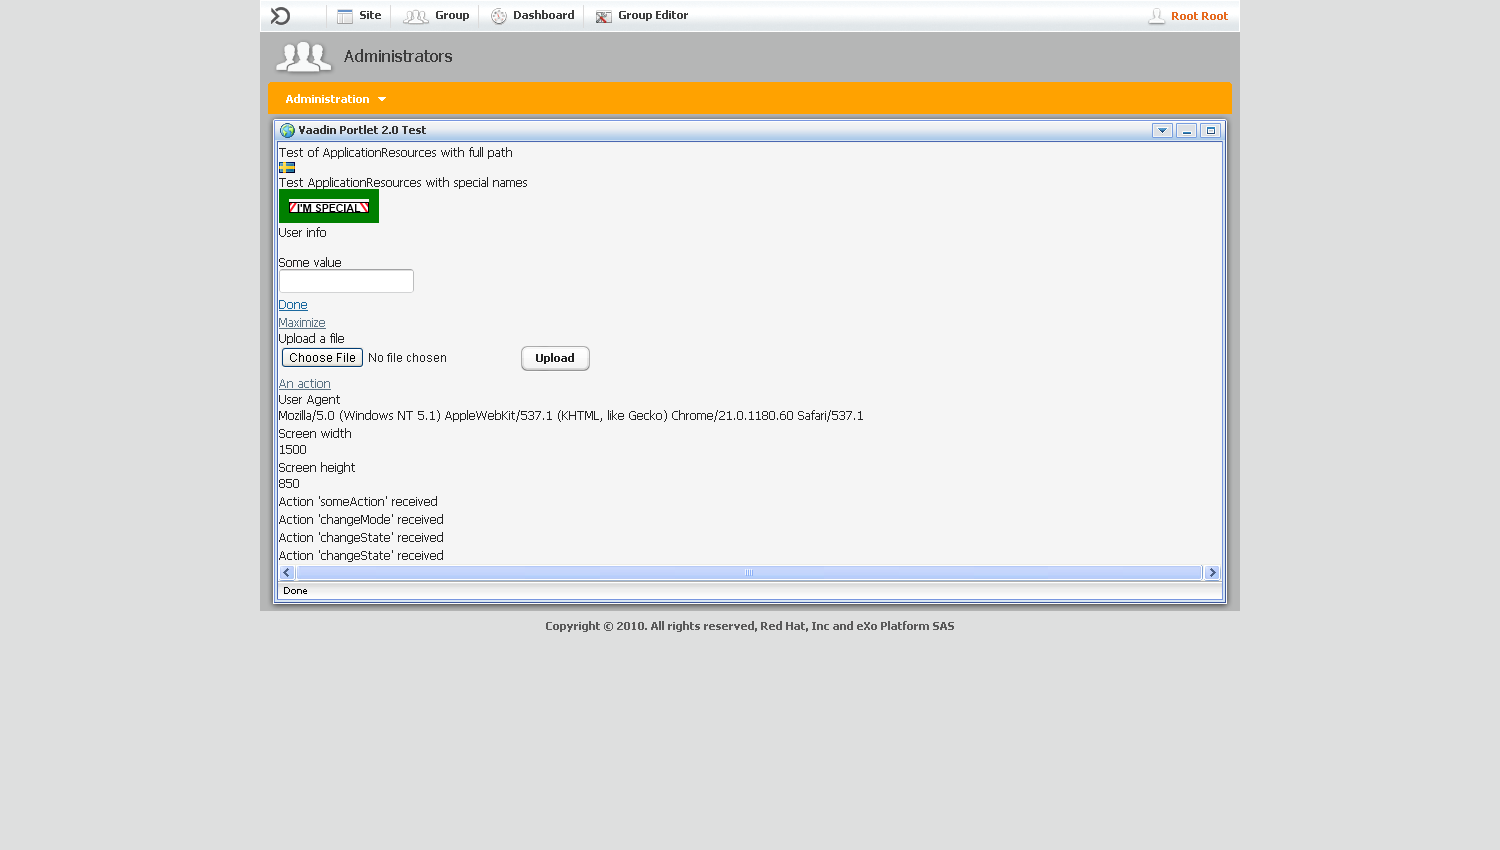 Site Group Dashboard Group Editor Root Root
Administrators
Administration
Vaadin Portlet 2.0 Test
Test of ApplicationResources with full path
Test ApplicationResources with special names
I'M SPECIAL
User info
Some value
Done
Maximize
Upload a file
Choose File No file chosen Upload
An action
User Agent
Mozilla/5.0 (Windows NT 5.1) AppleWebKit/537.1 (KHTML, like Gecko) Chrome/21.0.1180.60 Safari/537.1
Screen width
1500
Screen height
850
Action 'someAction' received
Action 'changeMode' received
Action 'changeState' received
Action 'changeState' received
Done
Copyright © 2010. All rights reserved, Red Hat, Inc and eXo Platform SAS